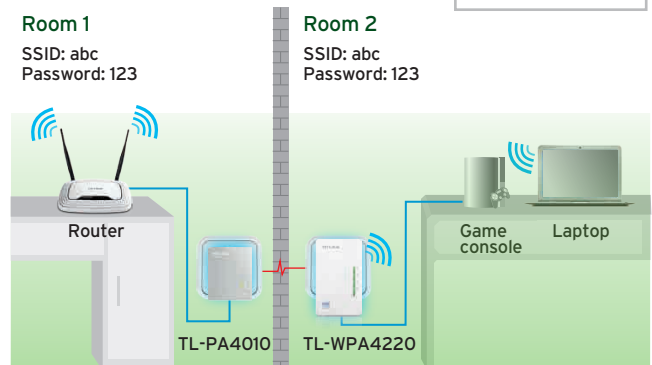 Room 1
SSID: abc
Password: 123
Room 2
SSID: abc
Password: 123
Router
Game
console
Laptop
TL-PA4010
TL-WPA4220